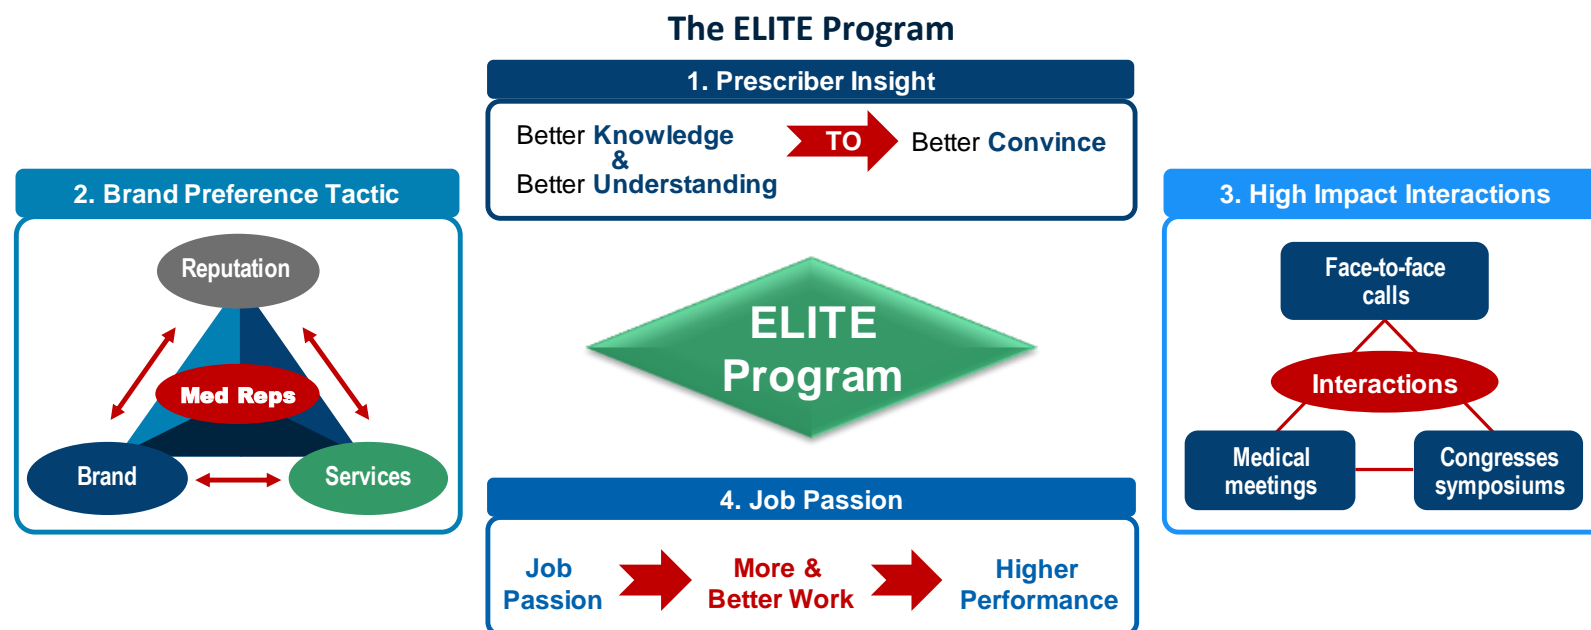 The ELITE Program
1. Prescriber Insight
Better Knowledge
&
Better Understanding
TO
Better Convince
2. Brand Preference Tactic
Reputation
Med Reps
Brand
Services
ELITE
Program
3. High Impact Interactions
Face-to-face
calls
Interactions
Medical
meetings
Congresses
symposiums
4. Job Passion
Job
Passion
More &
Better Work
Higher
Performance